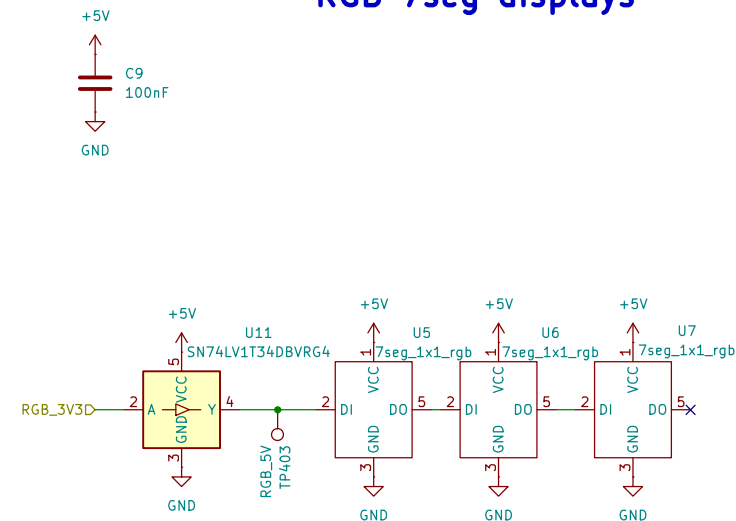 RGB 7seg displays
+5V
C9
100nF
GND
+5V
U11
SN74LV1T34DBVRG4
5
VCC
RGB_3V3
2
A
Y
4
GND
3
GND
RGB_5V
TP403
+5V
U5
7seg_1x1_rgb
1
VCC
2
DI
DO
5
GND
3
GND
+5V
U6
7seg_1x1_rgb
1
VCC
2
DI
DO
5
GND
3
GND
+5V
U7
7seg_1x1_rgb
1
VCC
2
DI
DO
5
GND
3
GND